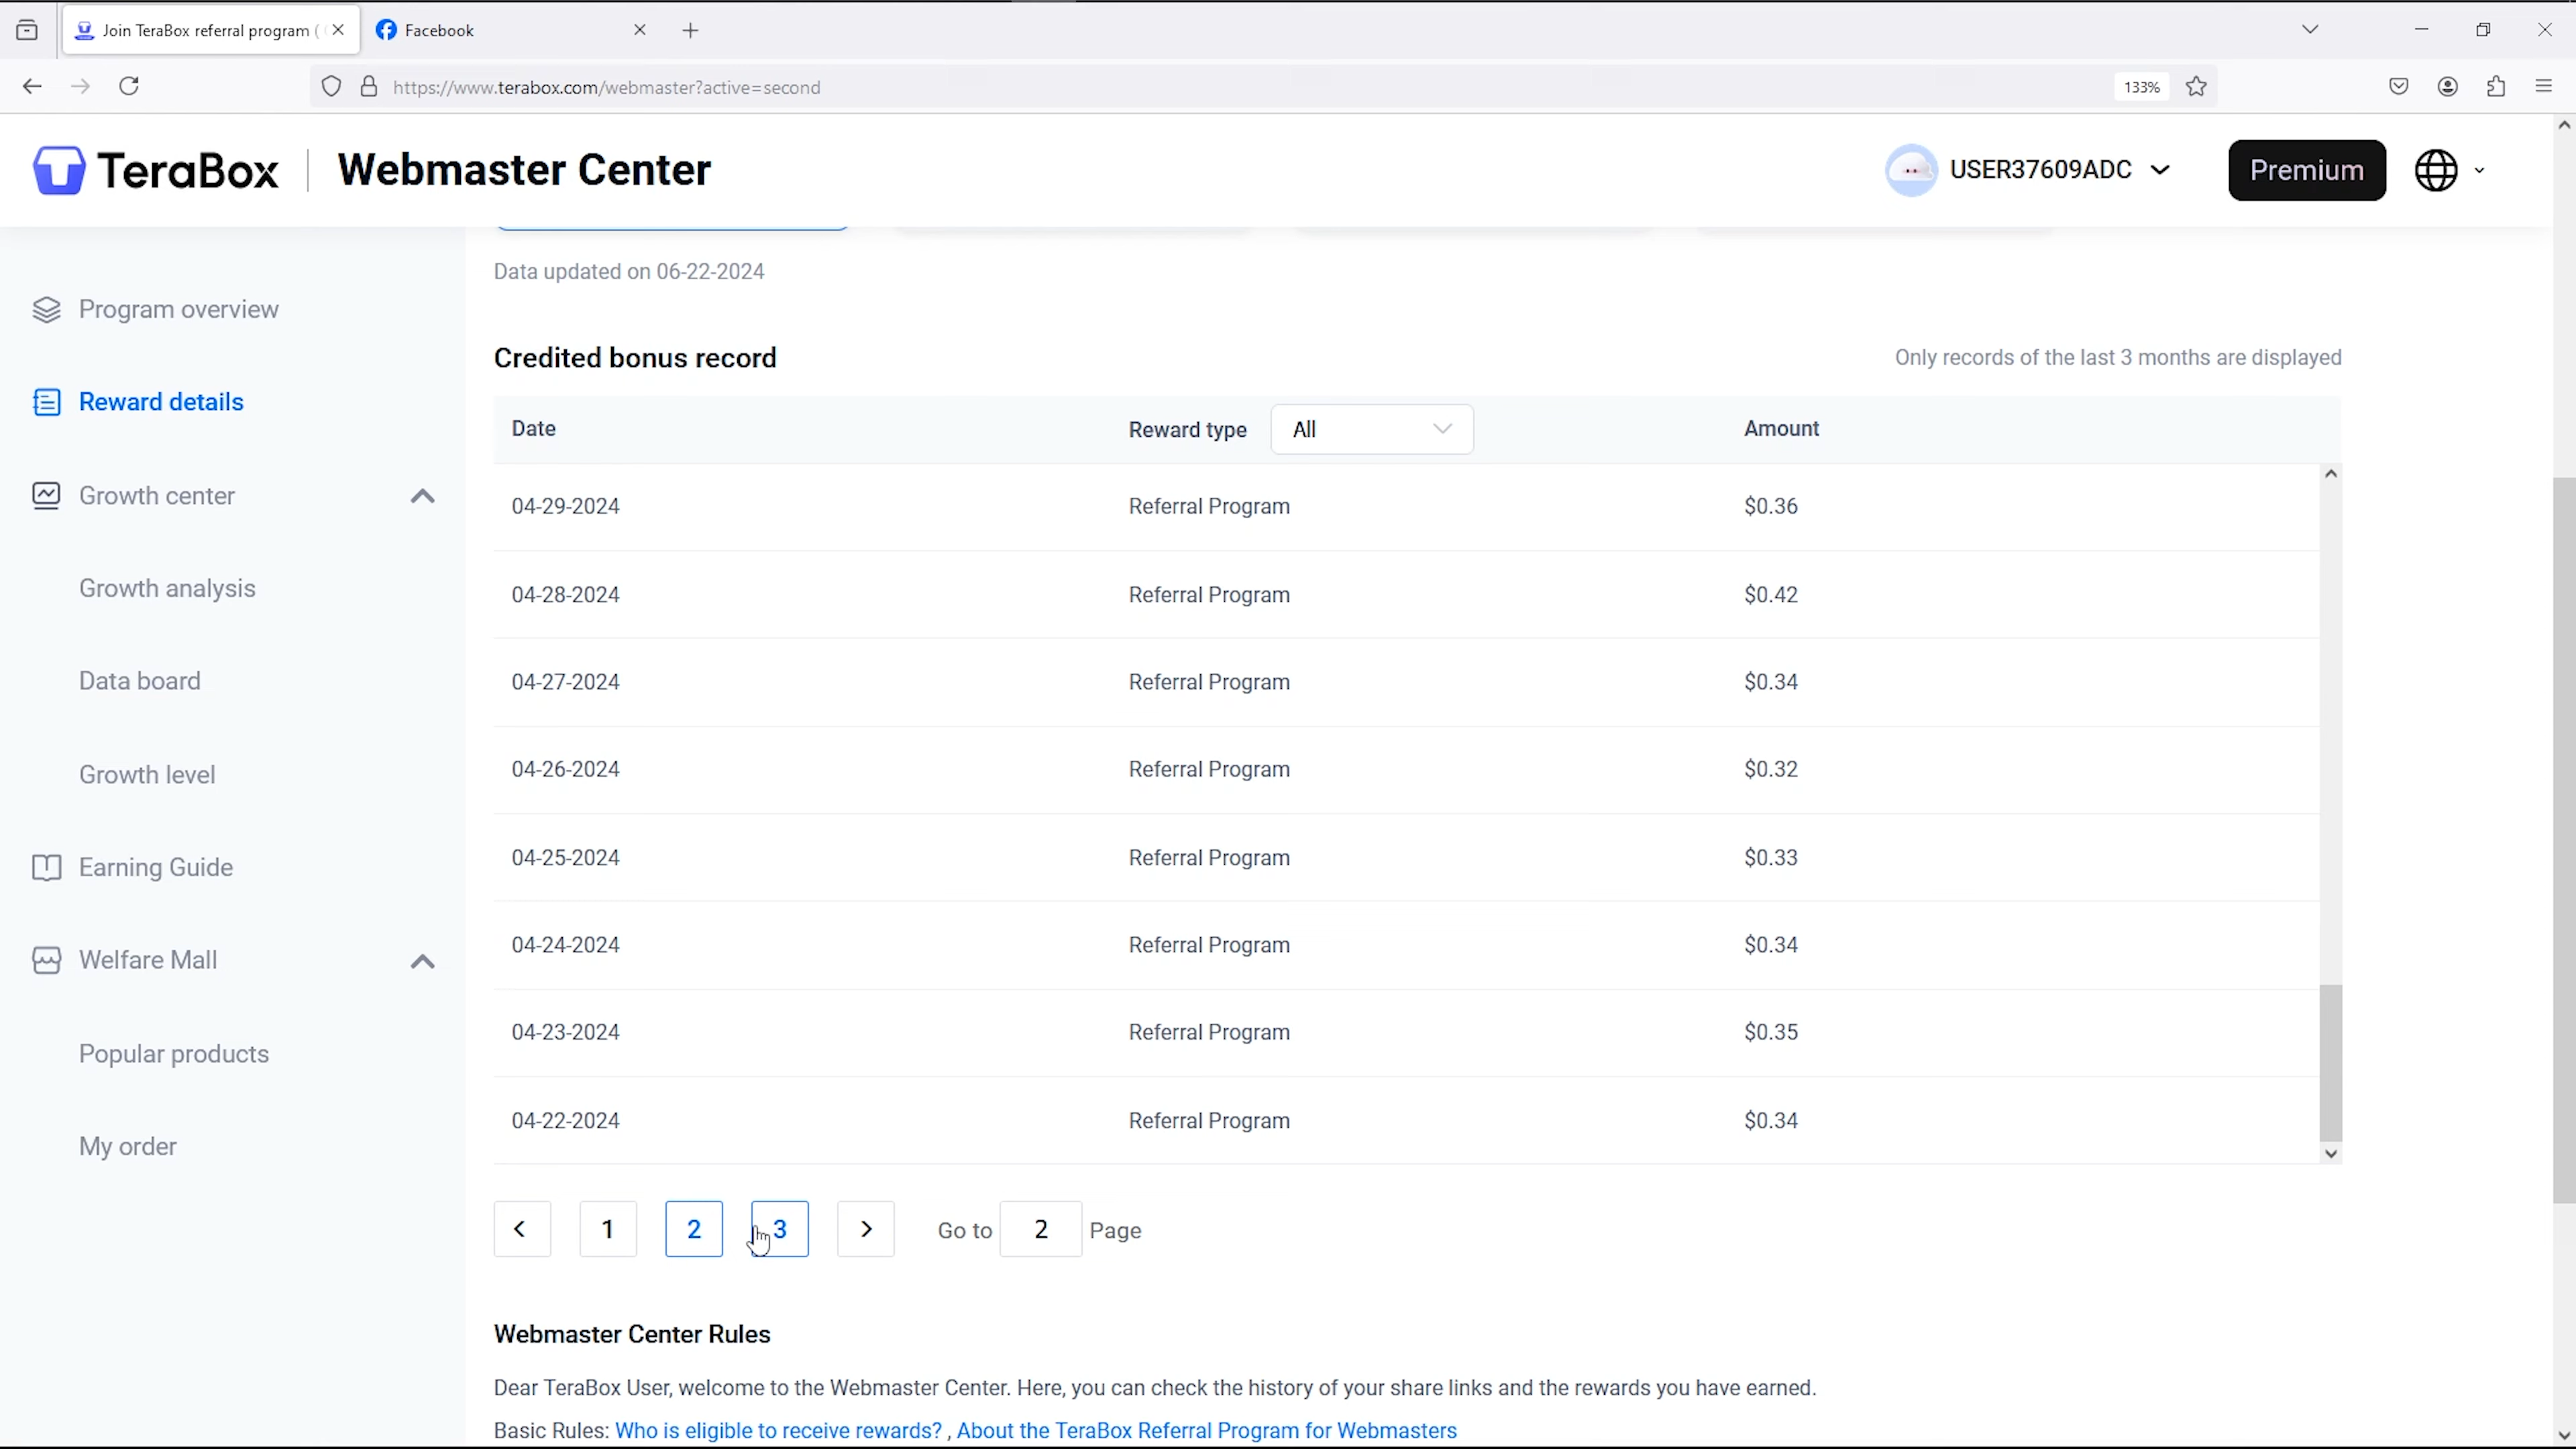 Join TeraBox referral program (
Facebook
https://www.terabox.com/webmaster?active=second
133%
TeraBox
Webmaster Center
USER37609ADC
Premium
Program overview
Reward details
Growth center
Growth analysis
Data board
Growth level
Earning Guide
Welfare Mall
Popular products
My order
Data updated on 06-22-2024
Credited bonus record
Only records of the last 3 months are displayed
Date Reward type All Amount
04-29-2024 Referral Program $0.36
04-28-2024 Referral Program $0.42
04-27-2024 Referral Program $0.34
04-26-2024 Referral Program $0.32
04-25-2024 Referral Program $0.33
04-24-2024 Referral Program $0.34
04-23-2024 Referral Program $0.35
04-22-2024 Referral Program $0.34
< 1 2 3 > Go to 2 Page
Webmaster Center Rules
Dear TeraBox User, welcome to the Webmaster Center. Here, you can check the history of your share links and the rewards you have earned.
Basic Rules: Who is eligible to receive rewards? , About the TeraBox Referral Program for Webmasters